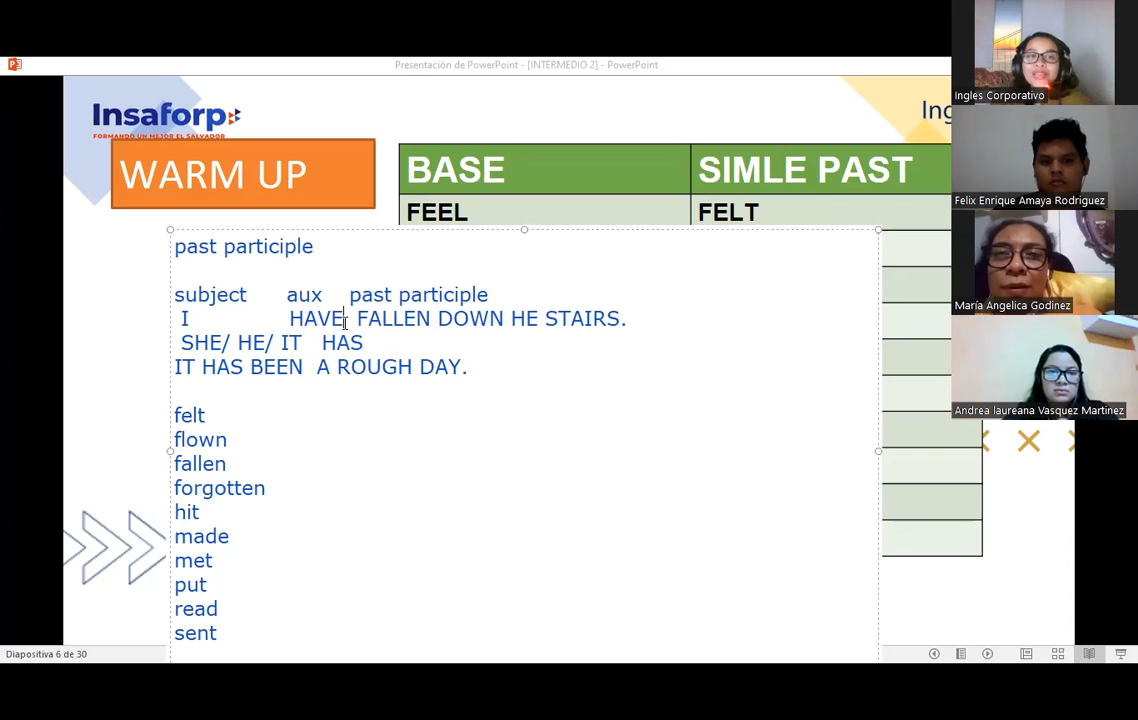 Presentación de PowerPoint - [INTERMEDIO 2] - PowerPoint
Insaforp
FORMANDO UN MEJOR EL SALVADOR
Ing
WARM UP
BASE
SIMLE PAST
FEEL
FELT
past participle
subject aux past participle
I HAVE FALLEN DOWN HE STAIRS.
SHE/ HE/ IT HAS
IT HAS BEEN A ROUGH DAY.
felt
flown
fallen
forgotten
hit
made
met
put
read
sent
Diapositiva 6 de 30
Ingles Corporativo
Felix Enrique Amaya Rodriguez
María Angelica Godinez
Andrea laureana Vasquez Martinez